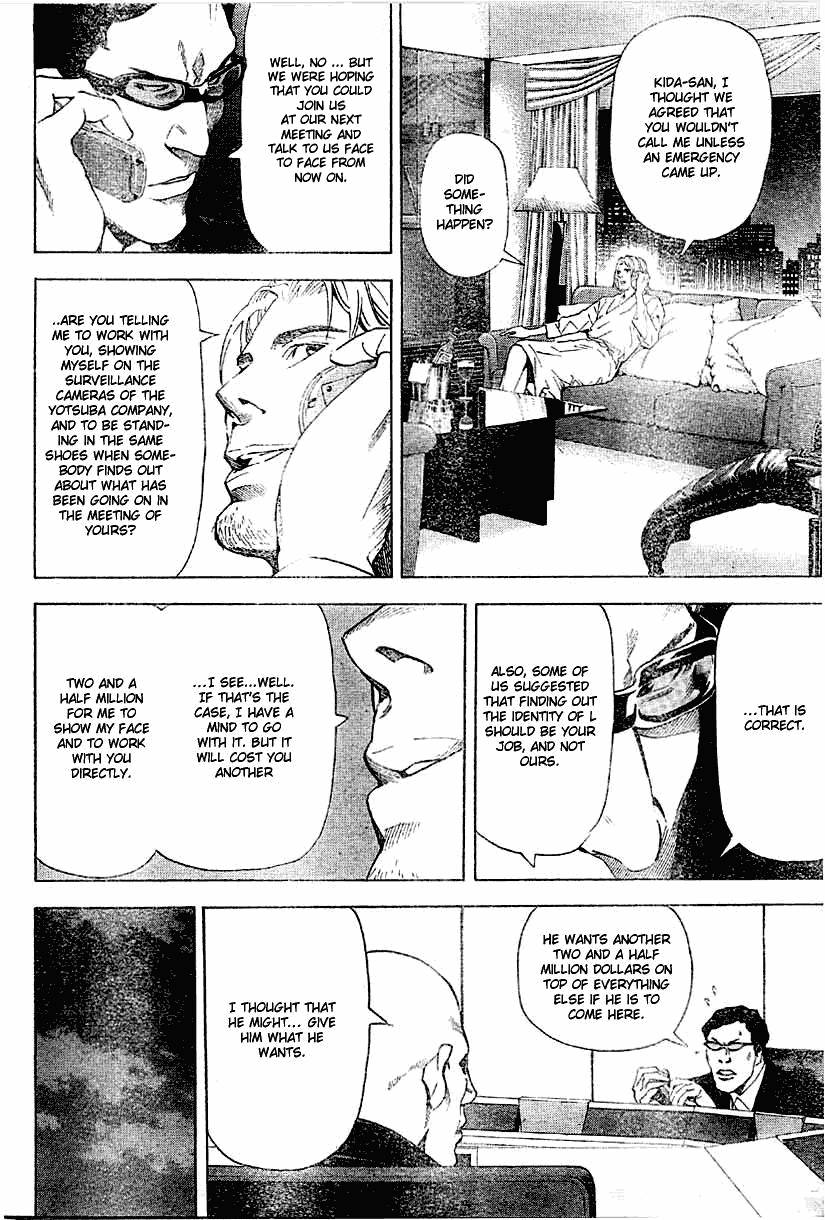 KIDA-SAN, I
THOUGHT WE
AGREED THAT
YOU WOULDN'T
CALL ME UNLESS
AN EMERGENCY
CAME UP.
DID
SOME-
THING
HAPPEN?
WELL, NO ... BUT
WE WERE HOPING
THAT YOU COULD
JOIN US
AT OUR NEXT
MEETING AND
TALK TO US FACE
TO FACE FROM
NOW ON.
..ARE YOU TELLING
ME TO WORK WITH
YOU, SHOWING
MYSELF ON THE
SURVEILLANCE
CAMERAS OF THE
YOTSUBA COMPANY,
AND TO BE STAND-
ING IN THE SAME
SHOES WHEN SOME-
BODY FINDS OUT
ABOUT WHAT HAS
BEEN GOING ON IN
THE MEETING OF
YOURS?
...THAT IS
CORRECT.
ALSO, SOME OF
US SUGGESTED
THAT FINDING OUT
THE IDENTITY OF L
SHOULD BE YOUR
JOB, AND NOT
OURS.
...I SEE...WELL.
IF THAT'S THE
CASE, I HAVE A
MIND TO GO
WITH IT. BUT IT
WILL COST YOU
ANOTHER
TWO AND A
HALF MILLION
FOR ME TO
SHOW MY FACE
AND TO WORK
WITH YOU
DIRECTLY.
HE WANTS ANOTHER
TWO AND A HALF
MILLION DOLLARS ON
TOP OF EVERYTHING
ELSE IF HE IS TO
COME HERE.
I THOUGHT THAT
HE MIGHT... GIVE
HIM WHAT HE
WANTS.